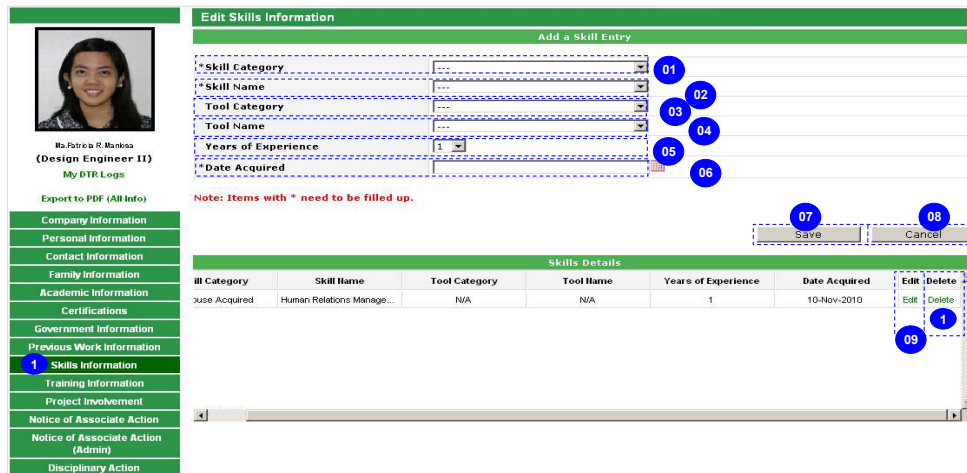 Edit Skills Information
Add a Skill Entry
*Skill Category
---
01
*Skill Name
---
02
Tool Category
---
03
Tool Name
---
04
Years of Experience
1
05
*Date Acquired
06
Note: Items with * need to be filled up.
07
08
Save
Cancel
Ma.Patricia R. Manlosa
(Design Engineer II)
My DTR Logs
Export to PDF (All Info)
Company Information
Personal Information
Contact Information
Family Information
Academic Information
Certifications
Government Information
Previous Work Information
1
Skills Information
Training Information
Project Involvement
Notice of Associate Action
Notice of Associate Action
(Admin)
Disciplinary Action
Skills Details
ill Category Skill Name Tool Category Tool Name Years of Experience Date Acquired Edit Delete
ouse Acquired Human Relations Manage... N/A N/A 1 10-Nov-2010 Edit Delete
1
09